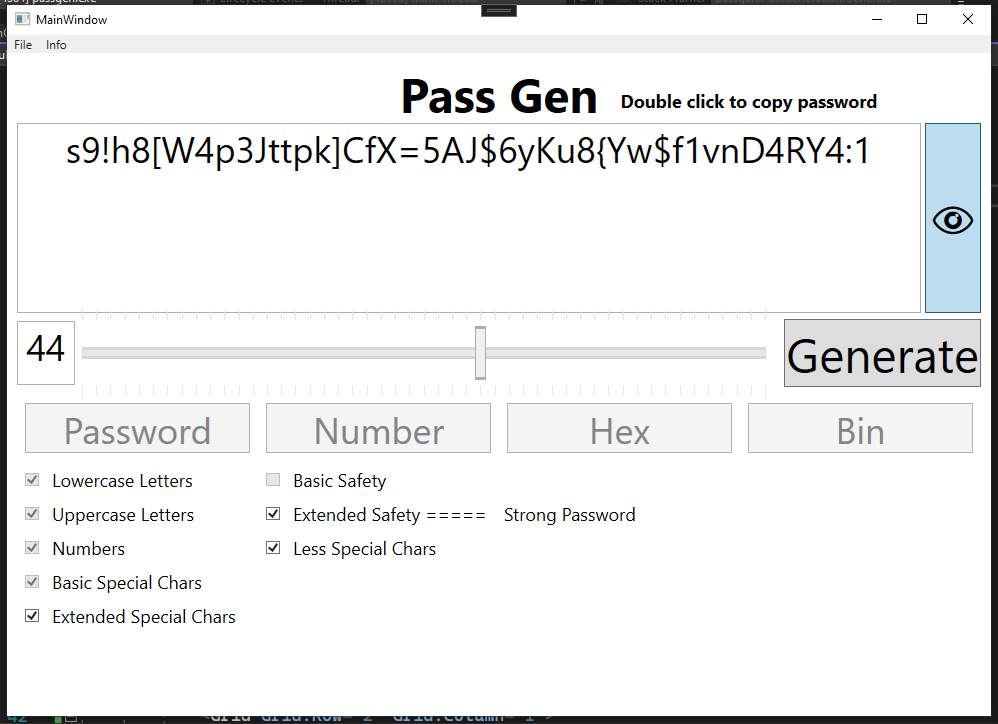 MainWindow
File Info
Pass Gen Double click to copy password
s9!h8[W4p3Jttpk]CfX=5AJ$6yKu8{Yw$f1vnD4RY4:1
44
Generate
Password Number Hex Bin
Lowercase Letters Basic Safety
Uppercase Letters Extended Safety ===== Strong Password
Numbers Less Special Chars
Basic Special Chars
Extended Special Chars